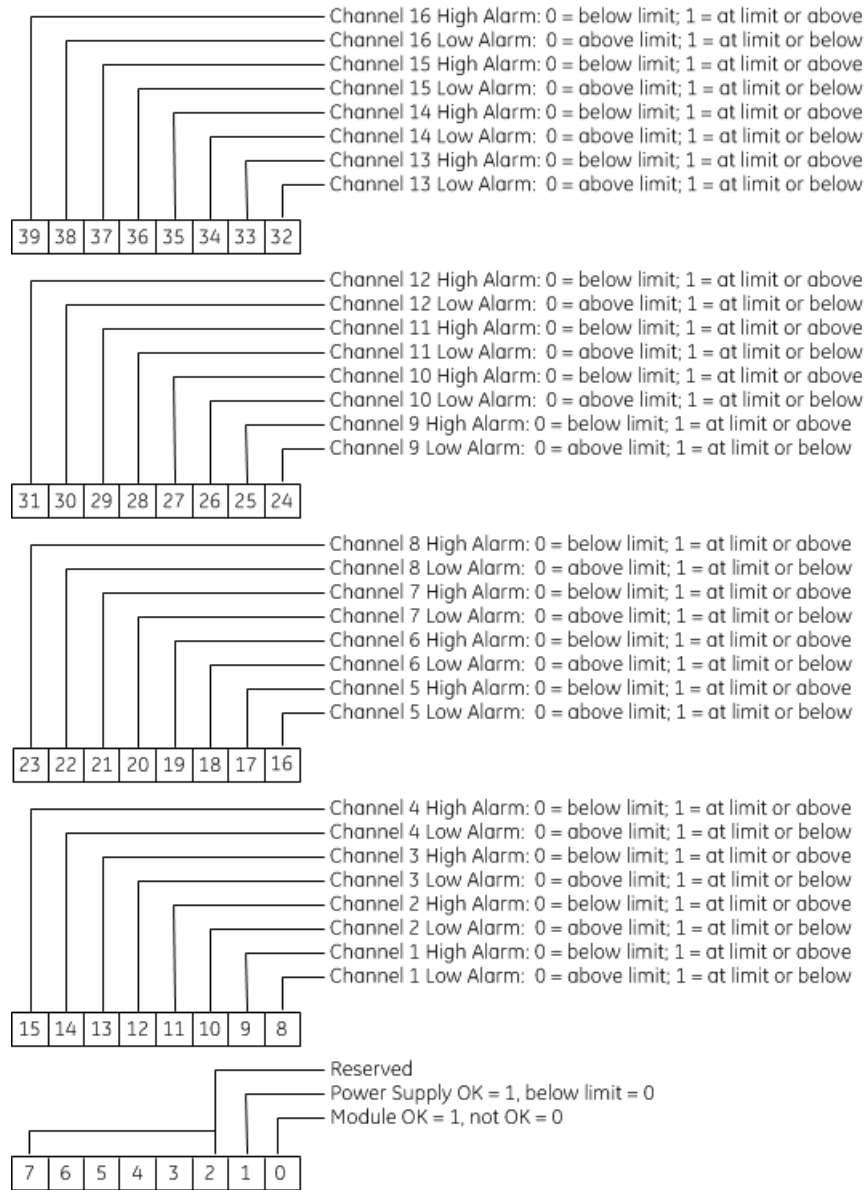 Channel 16 High Alarm: 0 = below limit; 1 = at limit or above
Channel 16 Low Alarm: 0 = above limit; 1 = at limit or below
Channel 15 High Alarm: 0 = below limit; 1 = at limit or above
Channel 15 Low Alarm: 0 = above limit; 1 = at limit or below
Channel 14 High Alarm: 0 = below limit; 1 = at limit or above
Channel 14 Low Alarm: 0 = above limit; 1 = at limit or below
Channel 13 High Alarm: 0 = below limit; 1 = at limit or above
Channel 13 Low Alarm: 0 = above limit; 1 = at limit or below
39 38 37 36 35 34 33 32
Channel 12 High Alarm: 0 = below limit; 1 = at limit or above
Channel 12 Low Alarm: 0 = above limit; 1 = at limit or below
Channel 11 High Alarm: 0 = below limit; 1 = at limit or above
Channel 11 Low Alarm: 0 = above limit; 1 = at limit or below
Channel 10 High Alarm: 0 = below limit; 1 = at limit or above
Channel 10 Low Alarm: 0 = above limit; 1 = at limit or below
Channel 9 High Alarm: 0 = below limit; 1 = at limit or above
Channel 9 Low Alarm: 0 = above limit; 1 = at limit or below
31 30 29 28 27 26 25 24
Channel 8 High Alarm: 0 = below limit; 1 = at limit or above
Channel 8 Low Alarm: 0 = above limit; 1 = at limit or below
Channel 7 High Alarm: 0 = below limit; 1 = at limit or above
Channel 7 Low Alarm: 0 = above limit; 1 = at limit or below
Channel 6 High Alarm: 0 = below limit; 1 = at limit or above
Channel 6 Low Alarm: 0 = above limit; 1 = at limit or below
Channel 5 High Alarm: 0 = below limit; 1 = at limit or above
Channel 5 Low Alarm: 0 = above limit; 1 = at limit or below
23 22 21 20 19 18 17 16
Channel 4 High Alarm: 0 = below limit; 1 = at limit or above
Channel 4 Low Alarm: 0 = above limit; 1 = at limit or below
Channel 3 High Alarm: 0 = below limit; 1 = at limit or above
Channel 3 Low Alarm: 0 = above limit; 1 = at limit or below
Channel 2 High Alarm: 0 = below limit; 1 = at limit or above
Channel 2 Low Alarm: 0 = above limit; 1 = at limit or below
Channel 1 High Alarm: 0 = below limit; 1 = at limit or above
Channel 1 Low Alarm: 0 = above limit; 1 = at limit or below
15 14 13 12 11 10 9 8
Reserved
Power Supply OK = 1, below limit = 0
Module OK = 1, not OK = 0
7 6 5 4 3 2 1 0